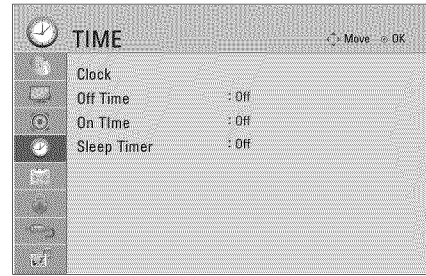 TIME Move OK
Clock
Off Time : Off
On TIme : Off
Sleep Timer : Off